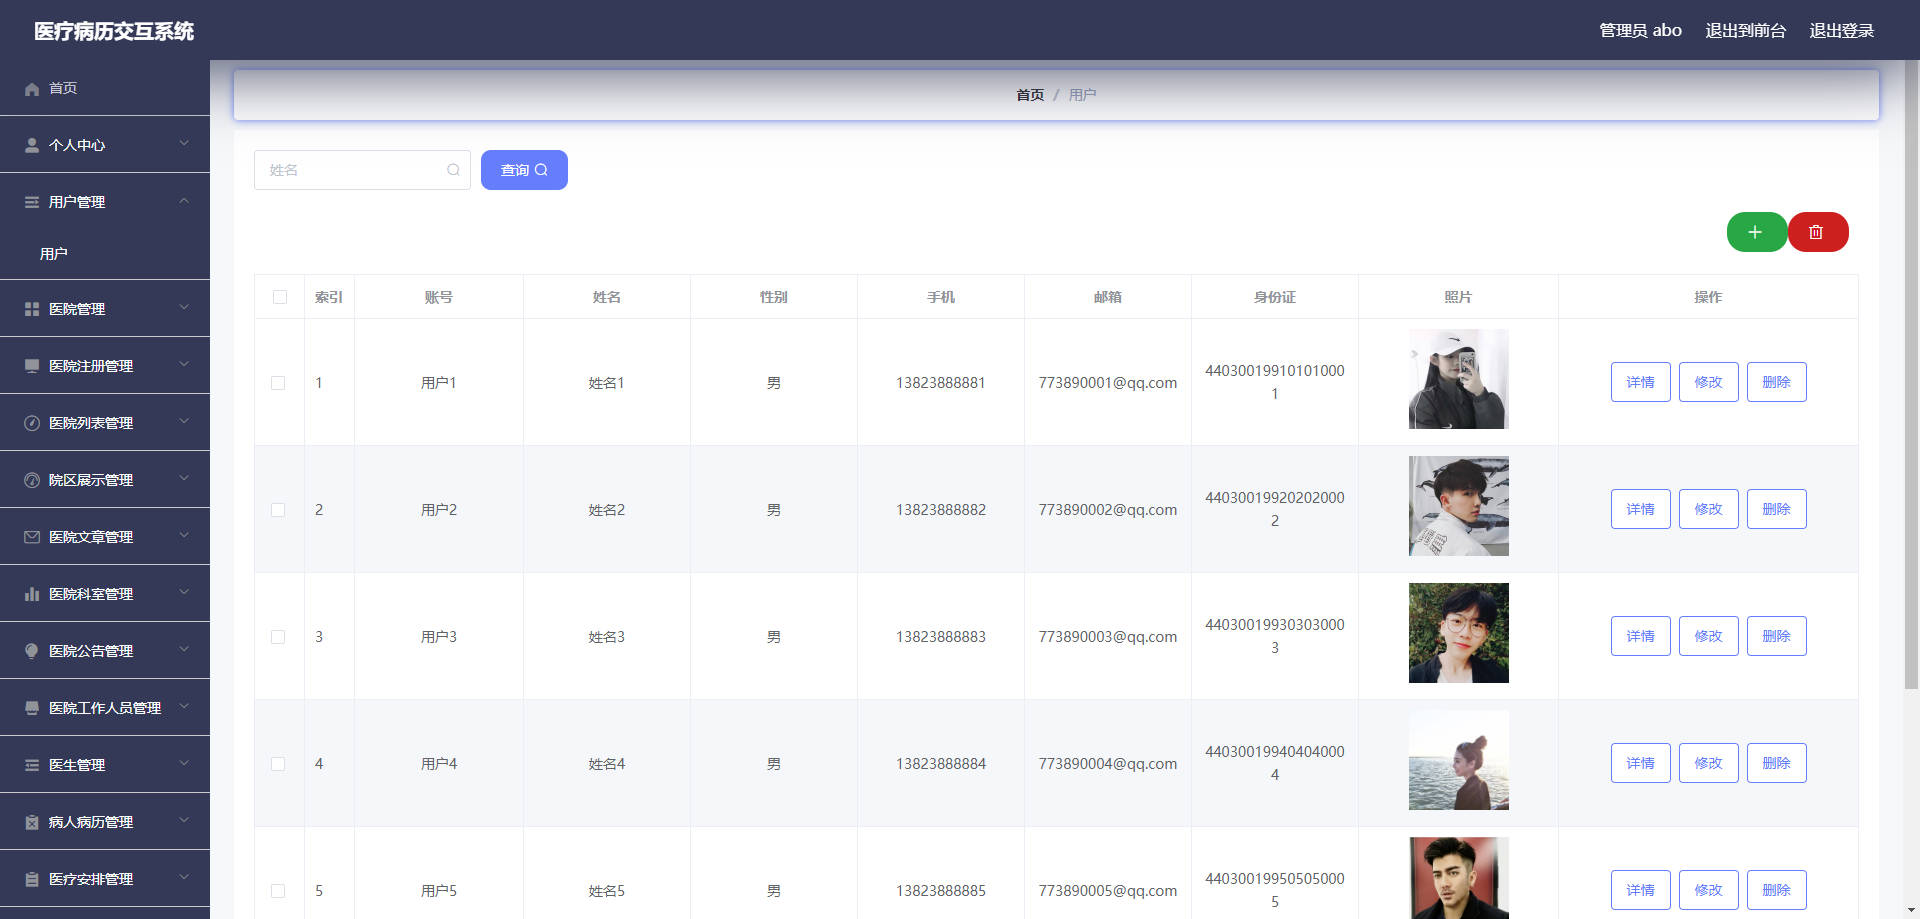 医疗病历交互系统
管理员 abo 退出到前台 退出登录
首页
个人中心
用户管理
用户
医院管理
医院注册管理
医院列表管理
院区展示管理
医院文章管理
医院科室管理
医院公告管理
医院工作人员管理
医生管理
病人病历管理
医疗安排管理
首页 / 用户
姓名
查询
索引 账号 姓名 性别 手机 邮箱 身份证 照片 操作
1 用户1 姓名1 男 13823888881 773890001@qq.com 44030019910101000
1
详情 修改 删除
2 用户2 姓名2 男 13823888882 773890002@qq.com 44030019920202000
2
详情 修改 删除
3 用户3 姓名3 男 13823888883 773890003@qq.com 44030019930303000
3
详情 修改 删除
4 用户4 姓名4 男 13823888884 773890004@qq.com 44030019940404000
4
详情 修改 删除
5 用户5 姓名5 男 13823888885 773890005@qq.com 44030019950505000
5
详情 修改 删除